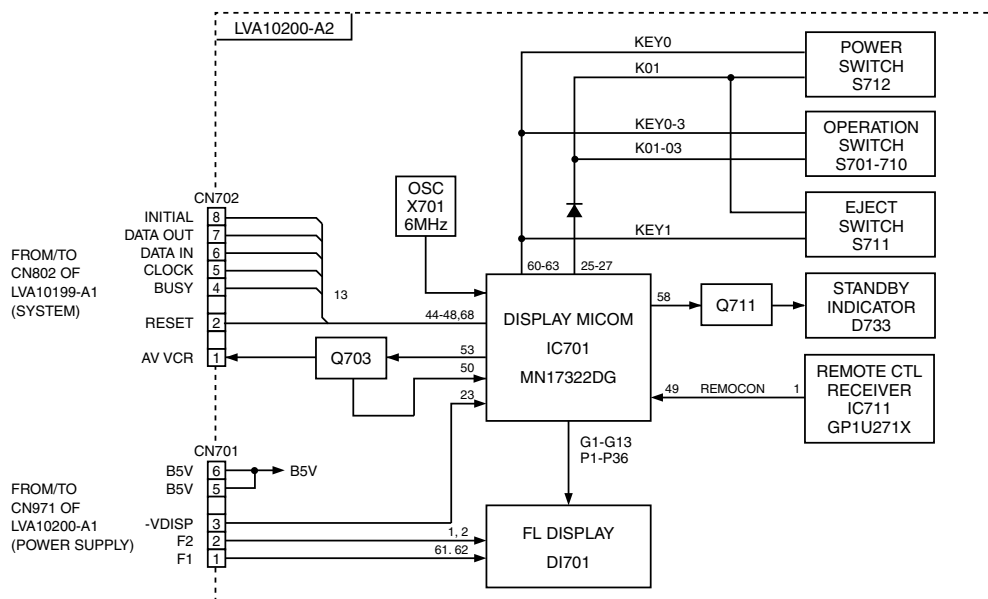 LVA10200-A2
KEY0
POWER
SWITCH
S712
K01
KEY0-3
K01-03
OPERATION
SWITCH
S701-710
OSC
X701
6MHz
KEY1
EJECT
SWITCH
S711
CN702
INITIAL 8
DATA OUT 7
DATA IN 6
CLOCK 5
BUSY 4
RESET 2
AV VCR 1
FROM/TO
CN802 OF
LVA10199-A1
(SYSTEM)
13
60-63
25-27
44-48,68
DISPLAY MICOM
IC701
MN17322DG
58
Q711
STANDBY
INDICATOR
D733
Q703
53
50
23
49 REMOCON 1
REMOTE CTL
RECEIVER
IC711
GP1U271X
G1-G13
P1-P36
CN701
B5V 6
B5V 5
B5V
-VDISP 3
F2 2
F1 1
FROM/TO
CN971 OF
LVA10200-A1
(POWER SUPPLY)
1, 2
61. 62
FL DISPLAY
DI701